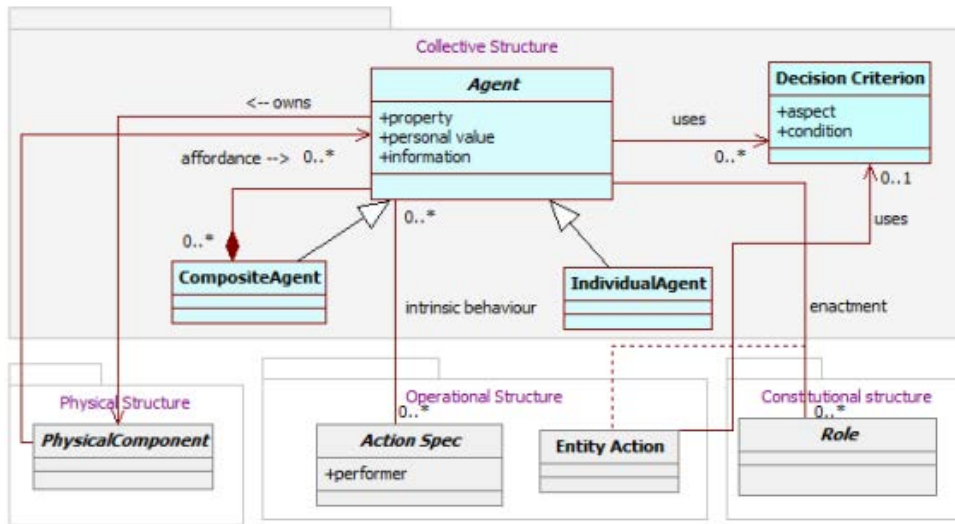 Collective Structure
Agent
+property
+personal value
+information
Decision Criterion
+aspect
+condition
<-- owns
uses
0..*
affordance -->
0..*
0..1
uses
0..*
0..*
CompositeAgent
IndividualAgent
intrinsic behaviour
enactment
Physical Structure
Operational Structure
Constitutional structure
0..*
0..*
PhysicalComponent
Action Spec
+performer
Entity Action
Role